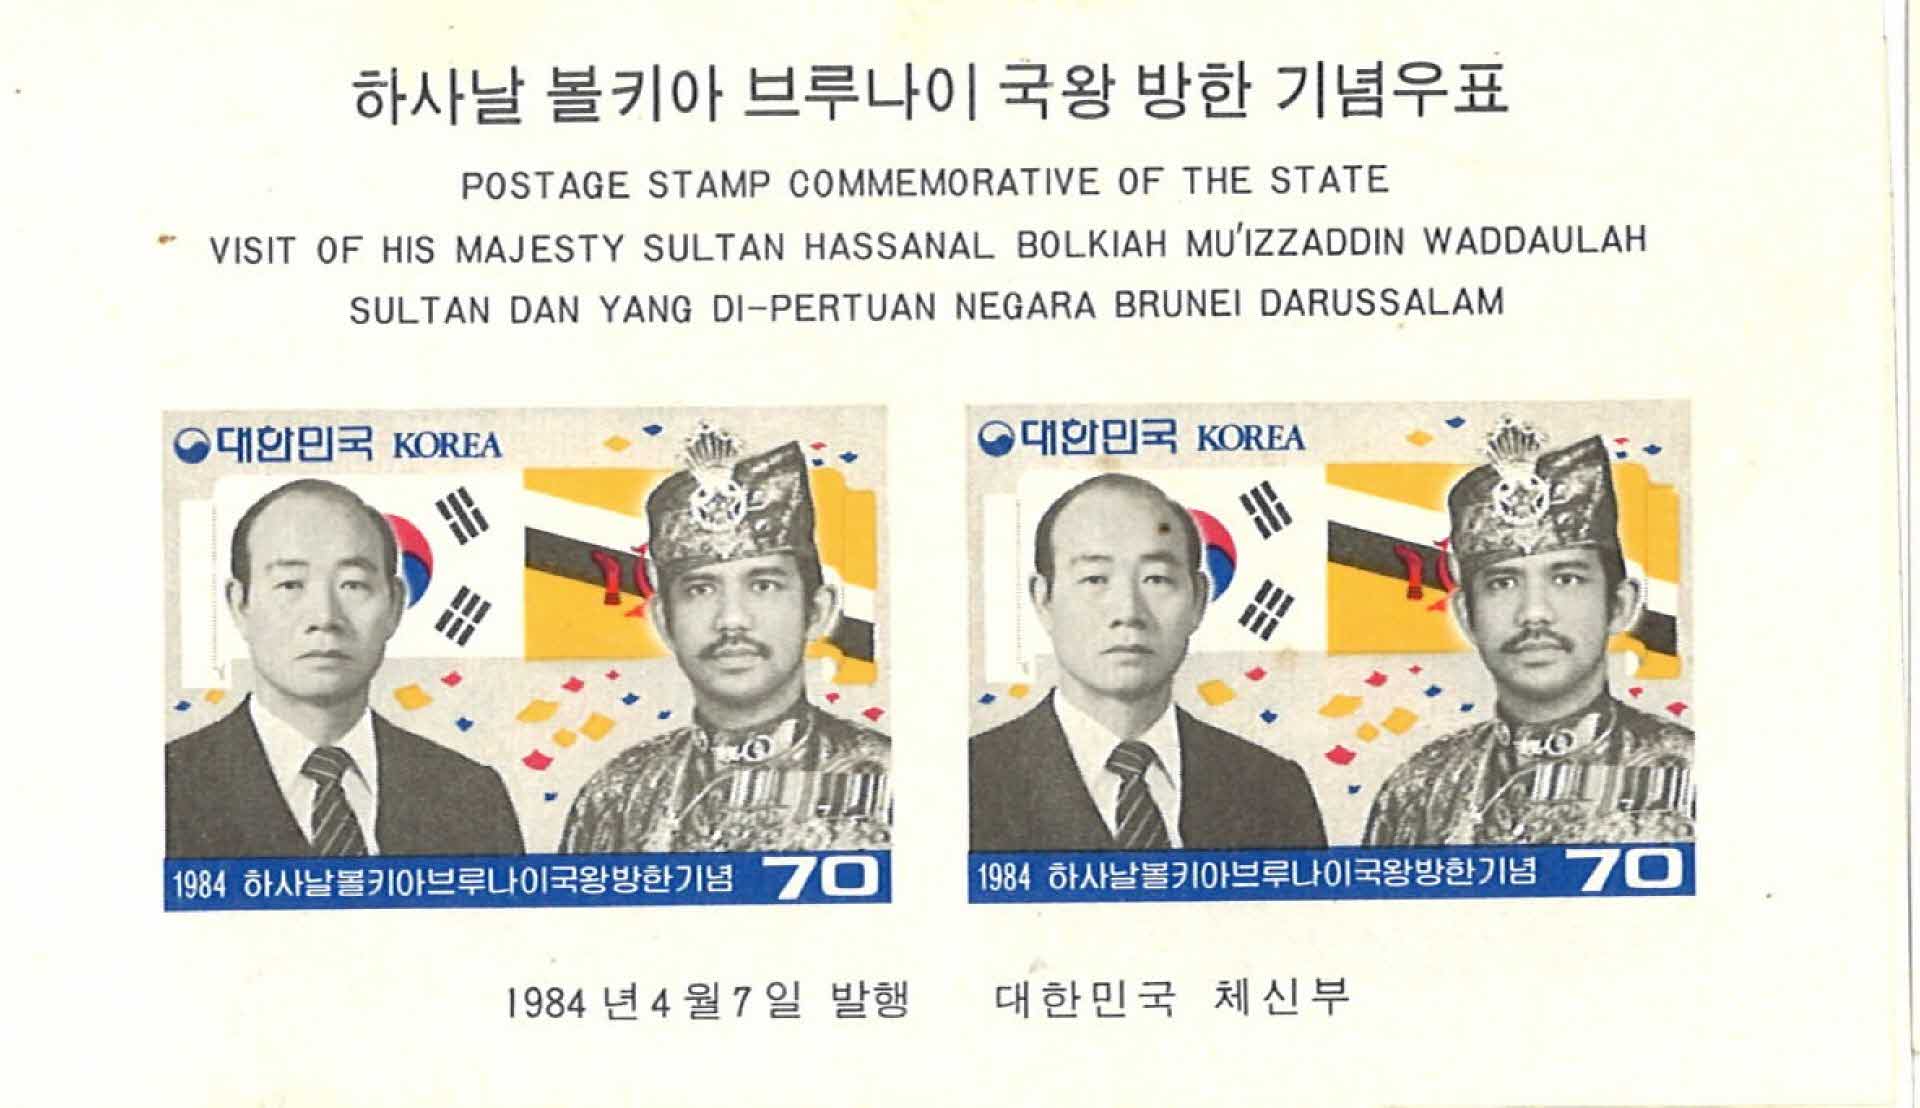 하사날 볼키아 브루나이 국왕 방한 기념우표
POSTAGE STAMP COMMEMORATIVE OF THE STATE
VISIT OF HIS MAJESTY SULTAN HASSANAL BOLKIAH MU'IZZADDIN WADDAULAH
SULTAN DAN YANG DI-PERTUAN NEGARA BRUNEI DARUSSALAM
대한민국 KOREA
1984 하사날볼키아브루나이국왕방한기념 70
대한민국 KOREA
1984 하사날볼키아브루나이국왕방한기념 70
1984년4월7일 발행 대한민국 체신부